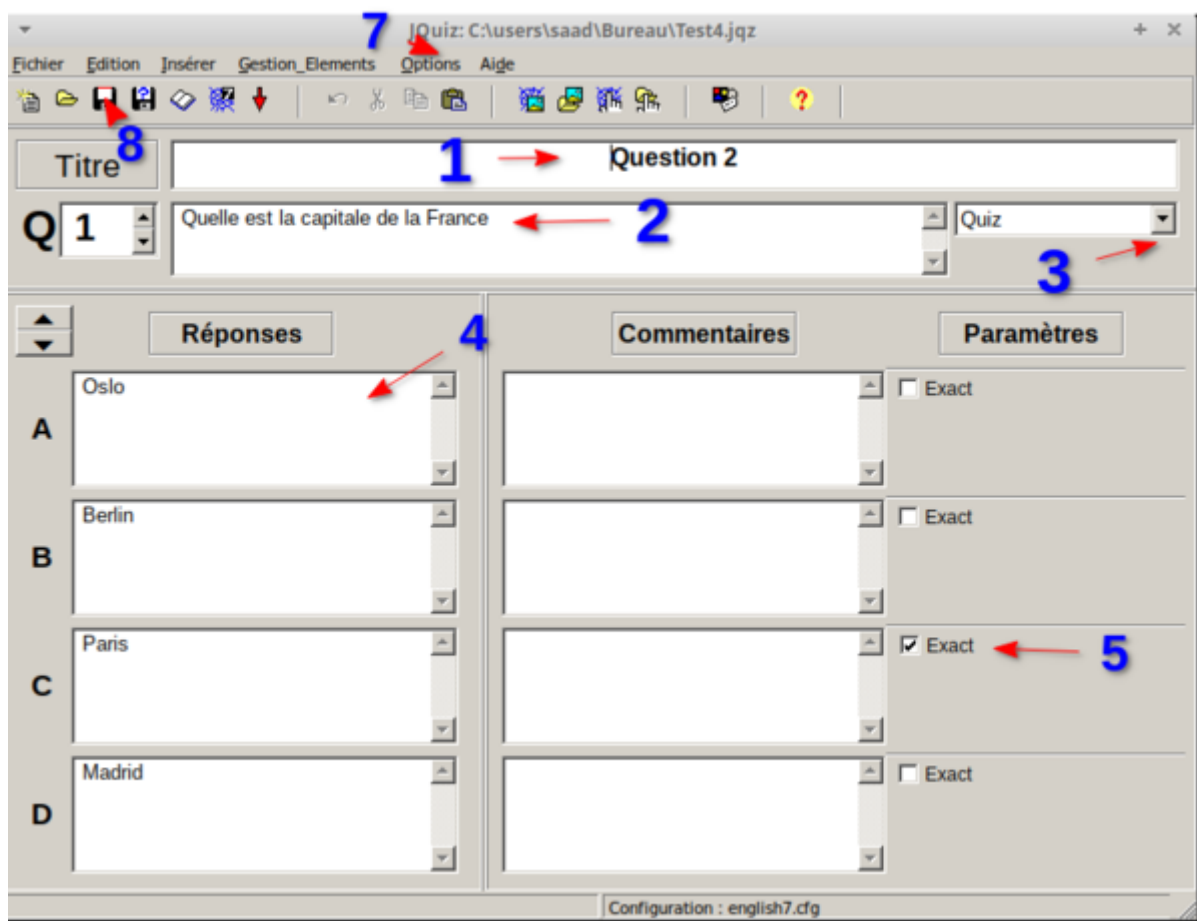 7
JQuiz: C:\users\saad\Bureau\Test4.jqz
Fichier Edition Insérer Gestion_Elements Options Aide
8
Titre 1 Question 2
Q 1 Quelle est la capitale de la France 2 Quiz
3
Réponses 4 Commentaires Paramètres
A Oslo Exact
B Berlin Exact
C Paris Exact 5
D Madrid Exact
Configuration : english7.cfg